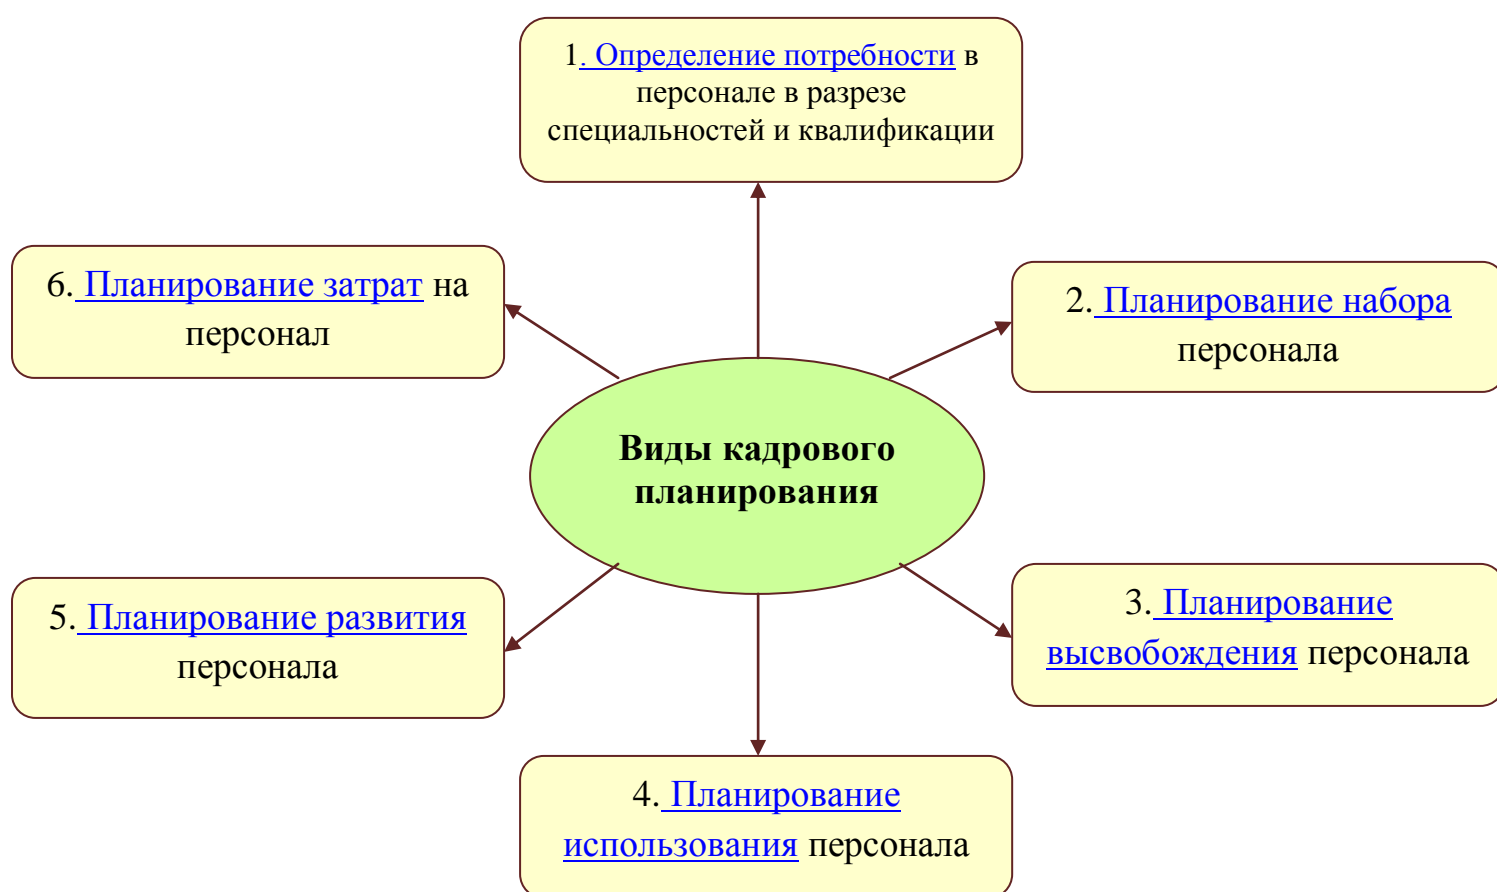 1. Определение потребности в
персонале в разрезе
специальностей и квалификации
6. Планирование затрат на
персонал
2. Планирование набора
персонала
Виды кадрового
планирования
5. Планирование развития
персонала
3. Планирование
высвобождения персонала
4. Планирование
использования персонала